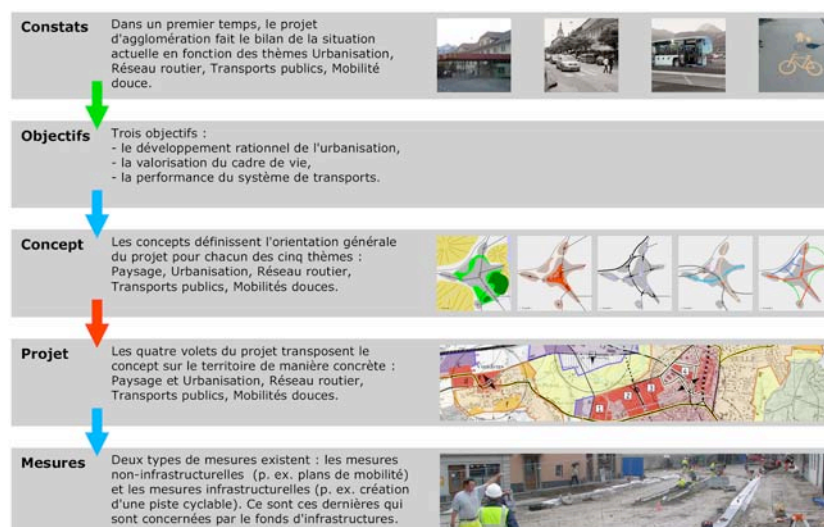 Constats
Dans un premier temps, le projet
d'agglomération fait le bilan de la situation
actuelle en fonction des thèmes Urbanisation,
Réseau routier, Transports publics, Mobilité
douce.
Objectifs
Trois objectifs :
- le développement rationnel de l'urbanisation,
- la valorisation du cadre de vie,
- la performance du système de transports.
Concept
Les concepts définissent l'orientation générale
du projet pour chacun des cinq thèmes :
Paysage, Urbanisation, Réseau routier,
Transports publics, Mobilités douces.
Projet
Les quatre volets du projet transposent le
concept sur le territoire de manière concrète :
Paysage et Urbanisation, Réseau routier,
Transports publics, Mobilités douces.
1
2
3
4
Mesures
Deux types de mesures existent : les mesures
non-infrastructurelles (p. ex. plans de mobilité)
et les mesures infrastructurelles (p. ex. création
d'une piste cyclable). Ce sont ces dernières qui
sont concernées par le fonds d'infrastructures.